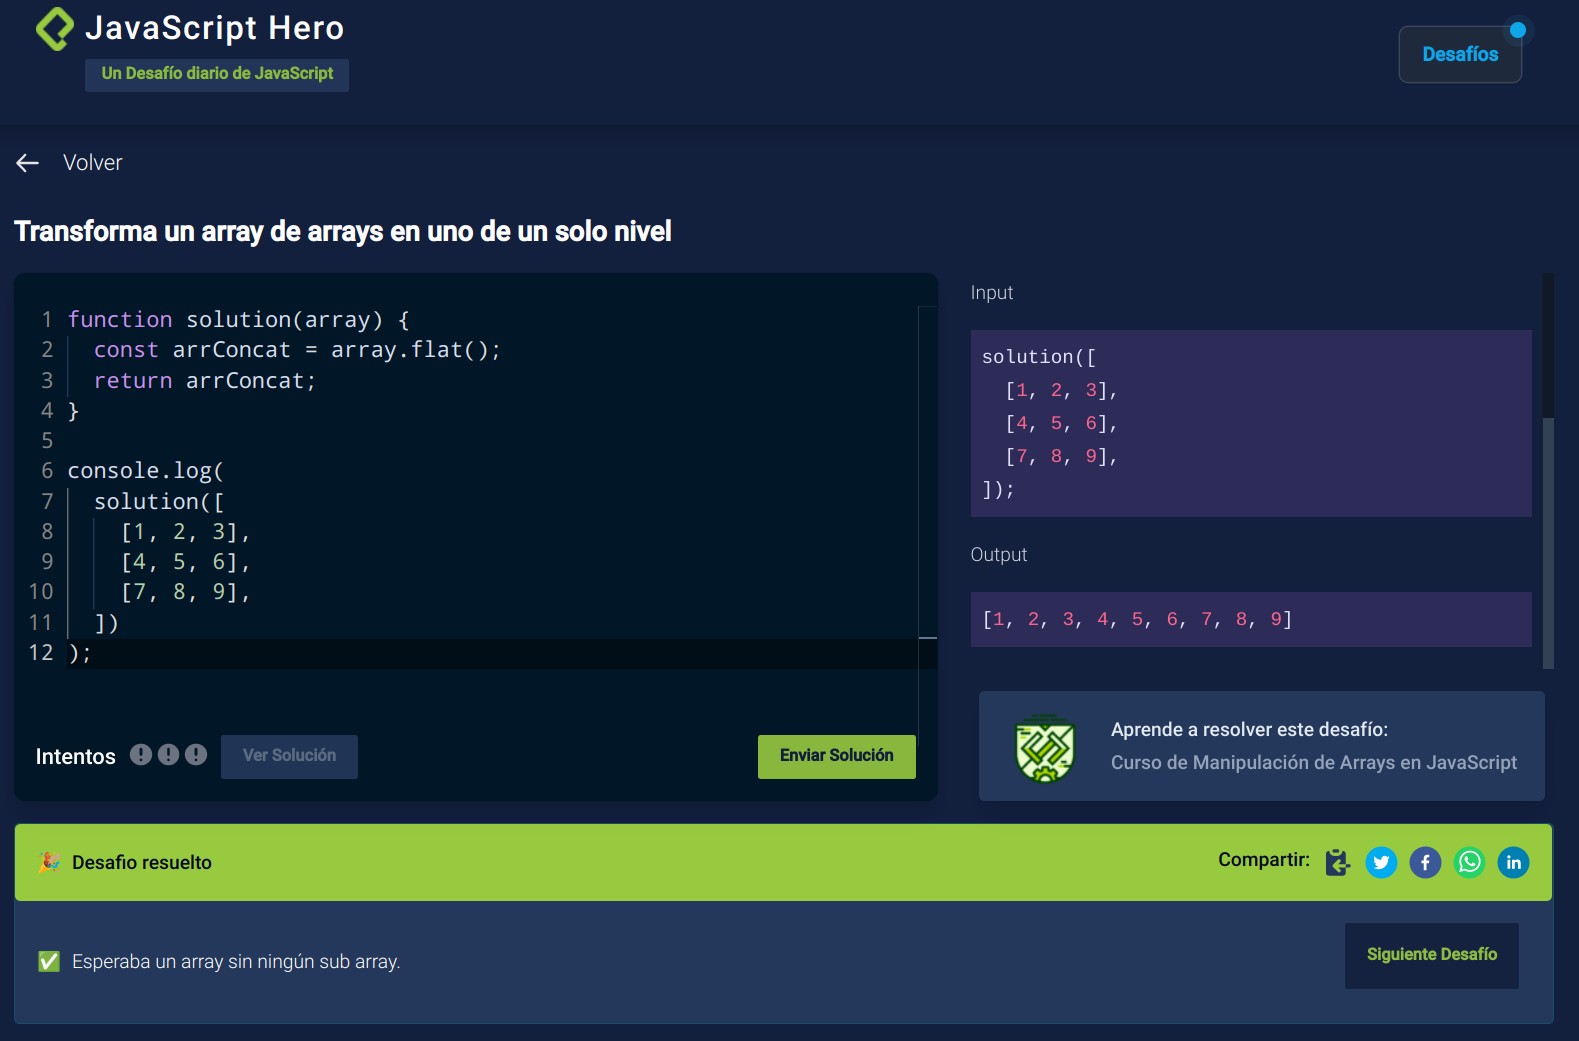 JavaScript Hero
Un Desafío diario de JavaScript
Desafíos
Volver
Transforma un array de arrays en uno de un solo nivel
1 function solution(array) {
2 const arrConcat = array.flat();
3 return arrConcat;
4 }
5
6 console.log(
7 solution([
8 [1, 2, 3],
9 [4, 5, 6],
10 [7, 8, 9],
11 ])
12 );
Intentos
Ver Solución
Enviar Solución
Input
solution([
[1, 2, 3],
[4, 5, 6],
[7, 8, 9],
]);
Output
[1, 2, 3, 4, 5, 6, 7, 8, 9]
Aprende a resolver este desafío:
Curso de Manipulación de Arrays en JavaScript
Desafio resuelto
Compartir:
Esperaba un array sin ningún sub array.
Siguiente Desafío